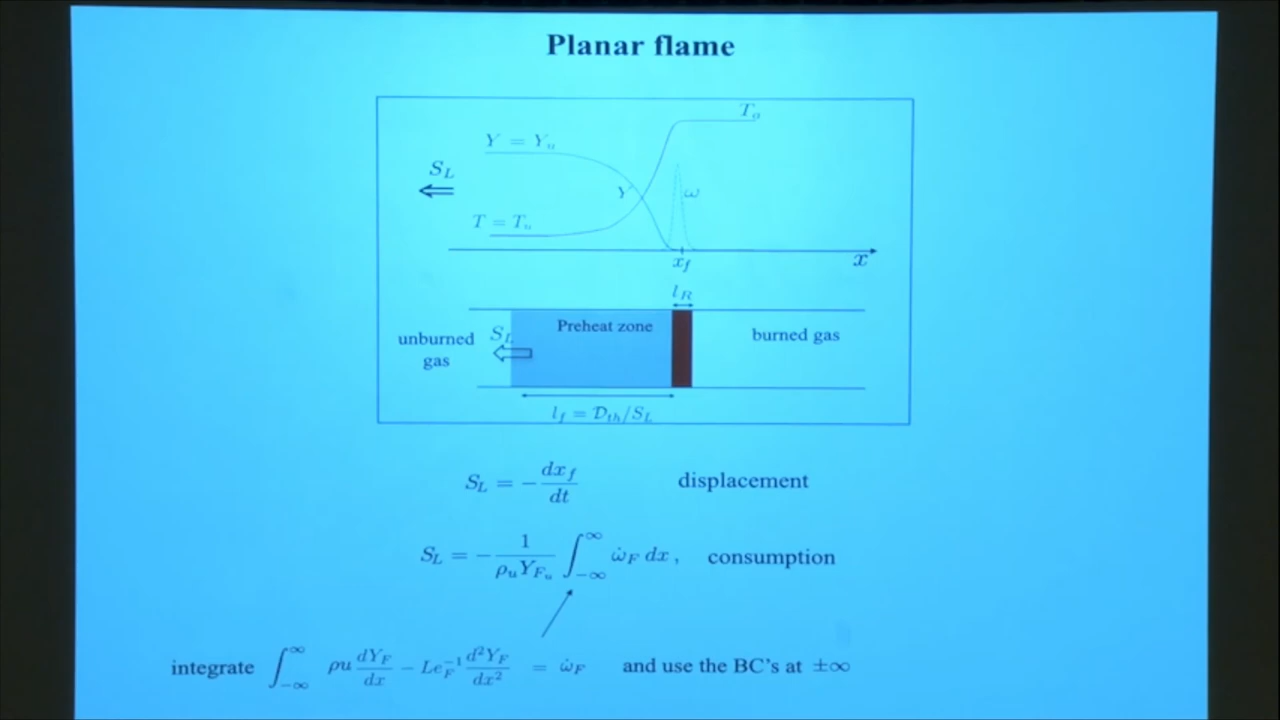 Planar flame
T_o
Y = Y_u
S_L
Y
ω
T = T_u
x_f
x
l_R
Preheat zone
unburned gas
S_L
burned gas
l_f = D_th/S_L
S_L = − dx_f/dt displacement
S_L = − 1/(ρ_u Y_{F_u}) ∫_{−∞}^{∞} ω̇_F dx , consumption
integrate ∫_{−∞}^{∞} ρu dY_F/dx − Le_F^{−1} d²Y_F/dx² = ω̇_F and use the BC's at ±∞